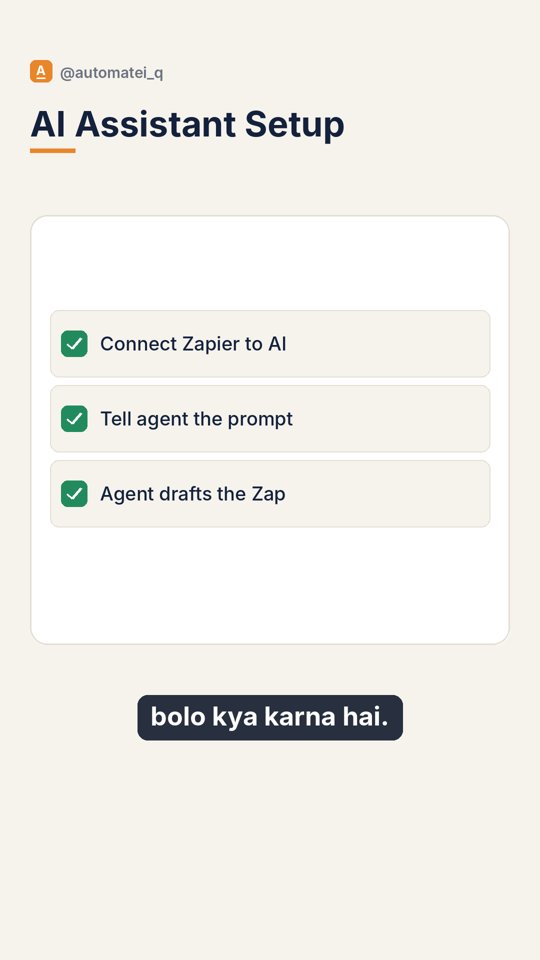 A
@automatei_q
AI Assistant Setup
Connect Zapier to AI
Tell agent the prompt
Agent drafts the Zap
bolo kya karna hai.